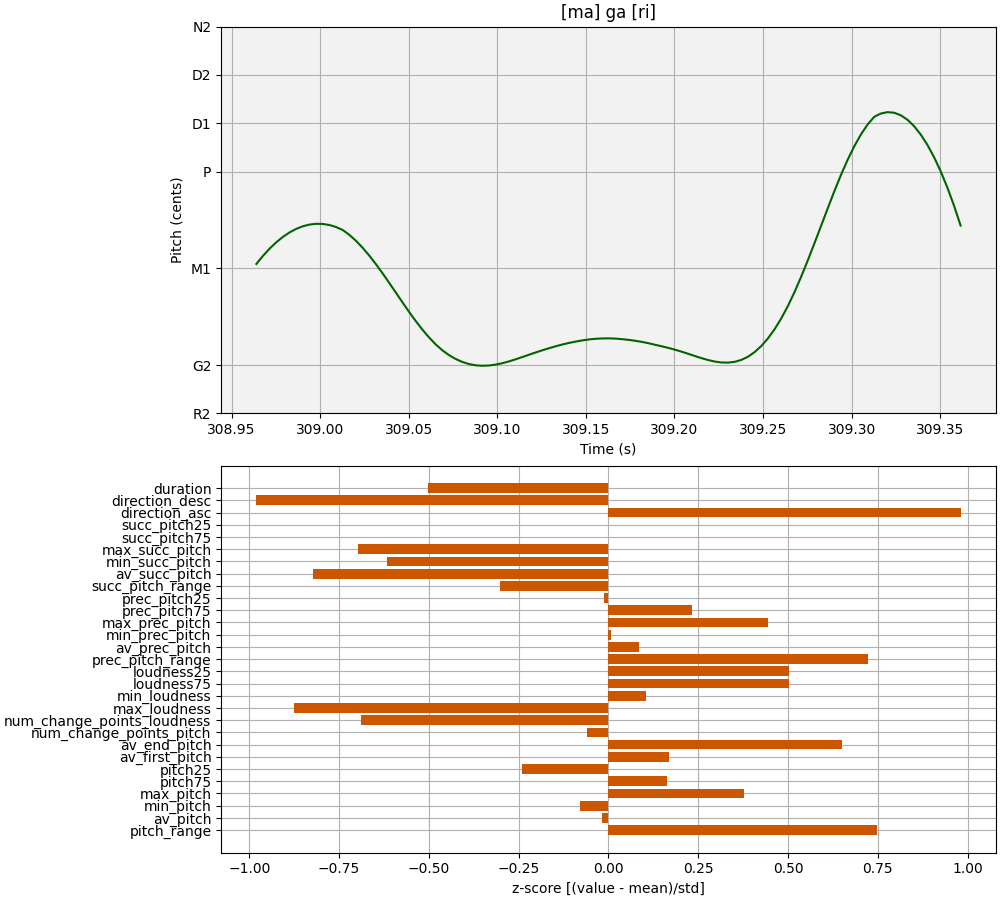 [ma] ga [ri]
N2
D2
D1
P
M1
G2
R2
Pitch (cents)
308.95 309.00 309.05 309.10 309.15 309.20 309.25 309.30 309.35
Time (s)
duration
direction_desc
direction_asc
succ_pitch25
succ_pitch75
max_succ_pitch
min_succ_pitch
av_succ_pitch
succ_pitch_range
prec_pitch25
prec_pitch75
max_prec_pitch
min_prec_pitch
av_prec_pitch
prec_pitch_range
loudness25
loudness75
min_loudness
max_loudness
num_change_points_loudness
num_change_points_pitch
av_end_pitch
av_first_pitch
pitch25
pitch75
max_pitch
min_pitch
av_pitch
pitch_range
−1.00 −0.75 −0.50 −0.25 0.00 0.25 0.50 0.75 1.00
z-score [(value - mean)/std]